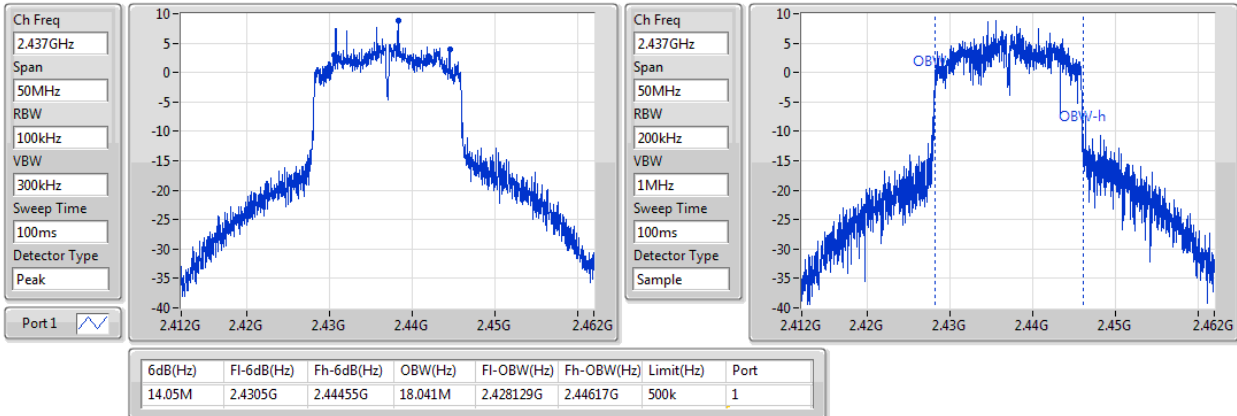 Ch Freq
2.437GHz
Span
50MHz
RBW
100kHz
VBW
300kHz
Sweep Time
100ms
Detector Type
Peak
Port 1
10
5
0
-5
-10
-15
-20
-25
-30
-35
-40
2.412G 2.42G 2.43G 2.44G 2.45G 2.462G
Ch Freq
2.437GHz
Span
50MHz
RBW
200kHz
VBW
1MHz
Sweep Time
100ms
Detector Type
Sample
10
5
0
-5
-10
-15
-20
-25
-30
-35
-40
OBW-h
2.412G 2.42G 2.43G 2.44G 2.45G 2.462G
6dB(Hz) Fl-6dB(Hz) Fh-6dB(Hz) OBW(Hz) Fl-OBW(Hz) Fh-OBW(Hz) Limit(Hz) Port
14.05M 2.4305G 2.44455G 18.041M 2.428129G 2.44617G 500k 1